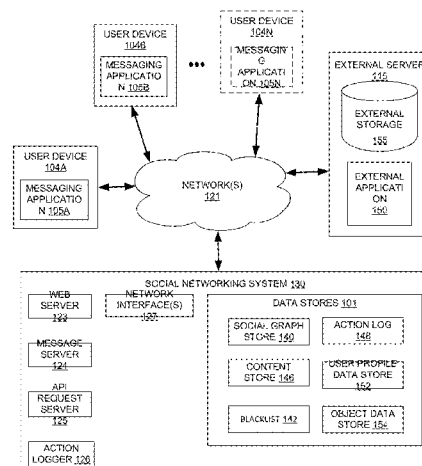 USER DEVICE
104B
MESSAGING
APPLICATIO
N 105B
USER DEVICE
104N
MESSAGIN
G
APPLICATI
ON 105N
EXTERNAL SERVER
115
EXTERNAL
STORAGE
155
EXTERNAL
APPLICATI
ON
150
USER DEVICE
104A
MESSAGING
APPLICATIO
N 105A
NETWORK(S)
121
SOCIAL NETWORKING SYSTEM 130
WEB
SERVER
123
NETWORK
INTERFACE(S)
127
MESSAGE
SERVER
124
API
REQUEST
SERVER
125
ACTION
LOGGER 126
DATA STORES 101
SOCIAL GRAPH
STORE 140
ACTION LOG
148
CONTENT
STORE 146
USER PROFILE
DATA STORE
152
BLACKLIST 142
OBJECT DATA
STORE 154